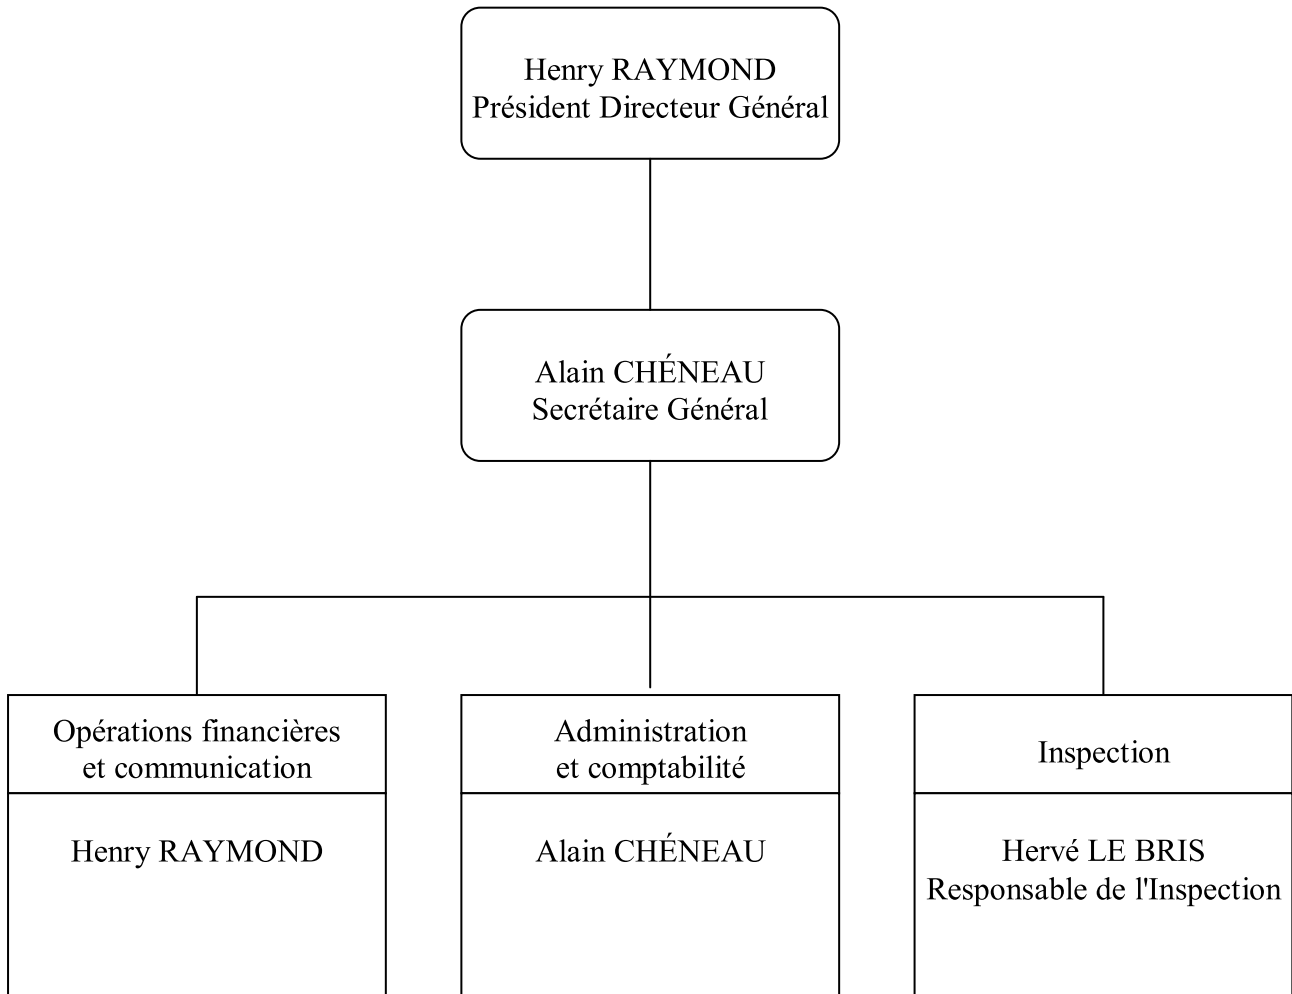 Henry RAYMOND
Président Directeur Général
Alain CHÉNEAU
Secrétaire Général
Opérations financières
et communication
Henry RAYMOND
Administration
et comptabilité
Alain CHÉNEAU
Inspection
Hervé LE BRIS
Responsable de l'Inspection